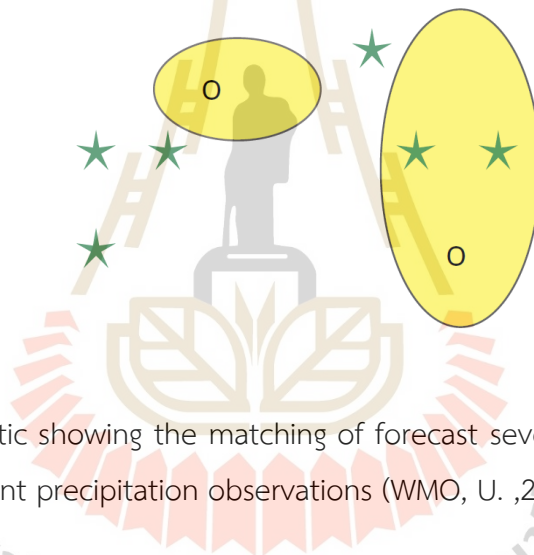 O
O
tic showing the matching of forecast seve
nt precipitation observations (WMO, U. ,2